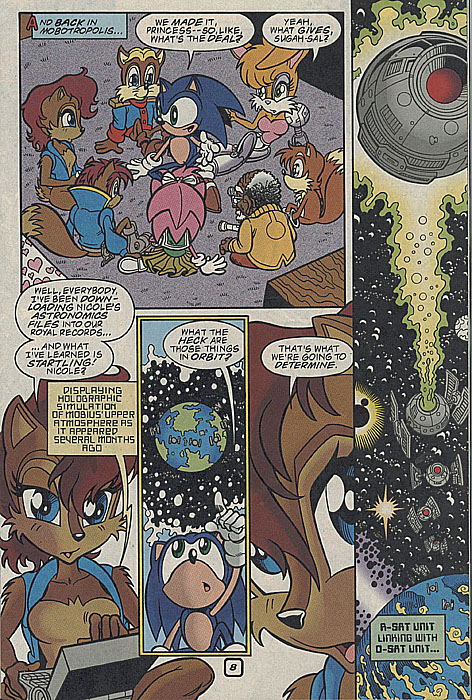 AND BACK IN
MOBOTROPOLIS...
WE MADE IT,
PRINCESS--SO, LIKE,
WHAT'S THE DEAL?
YEAH,
WHAT GIVES,
SUGAH-SAL?
WELL, EVERYBODY,
I'VE BEEN DOWN-
LOADING NICOLE'S
ASTRONOMICS
FILES INTO OUR
ROYAL RECORDS...
...AND WHAT
I'VE LEARNED IS
STARTLING!
NICOLE?
DISPLAYING
HOLOGRAPHIC
SIMULATION
OF MOBIUS' UPPER
ATMOSPHERE AS
IT APPEARED
SEVERAL MONTHS
AGO
WHAT THE
HECK ARE
THOSE THINGS
IN ORBIT?
THAT'S WHAT
WE'RE GOING TO
DETERMINE.
A-SAT UNIT
LINKING WITH
D-SAT UNIT...
8